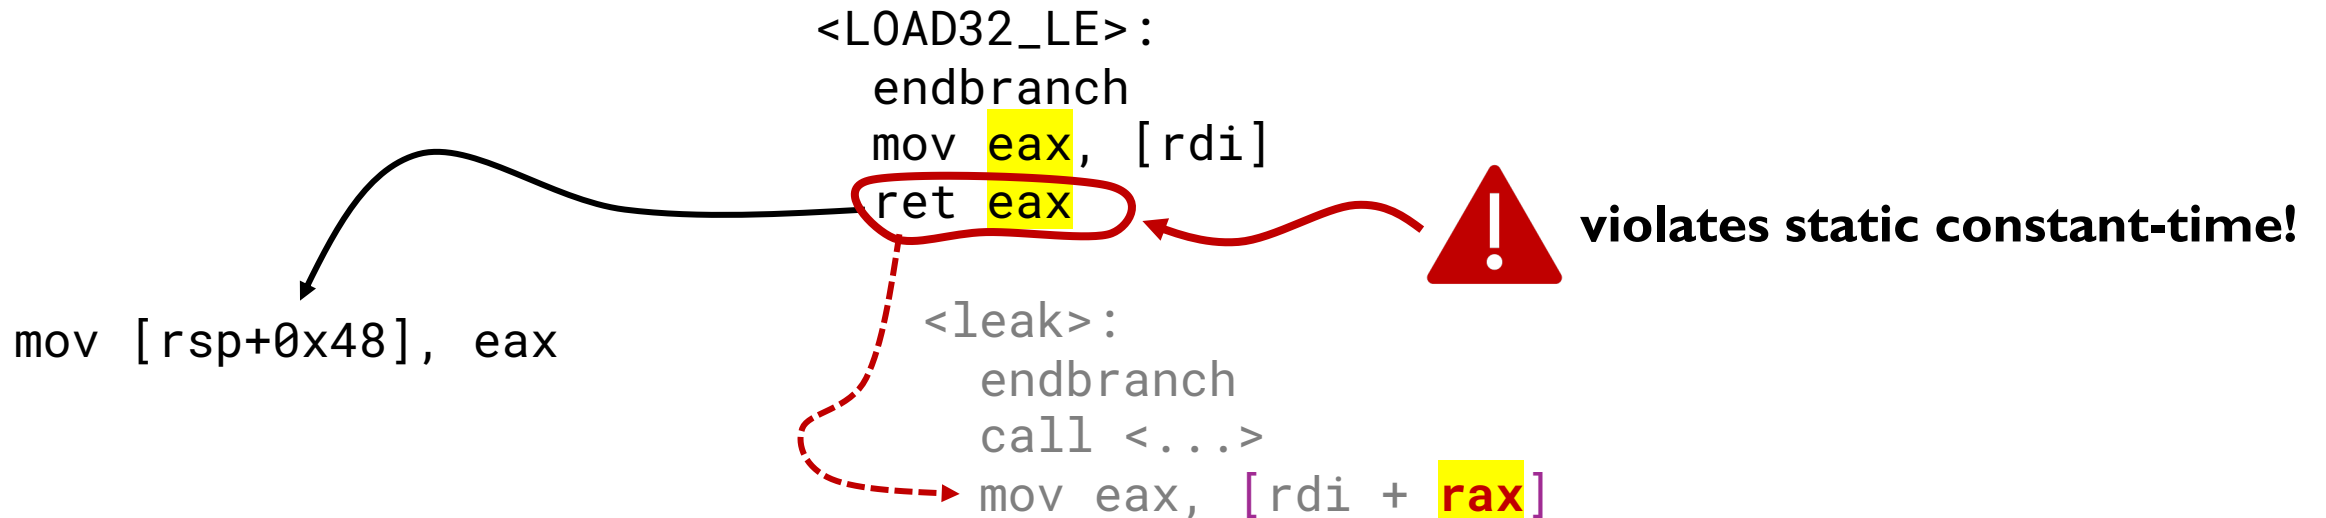 <LOAD32_LE>:
endbranch
mov eax, [rdi]
ret eax
violates static constant-time!
mov [rsp+0x48], eax
<leak>:
endbranch
call <...>
mov eax, [rdi + rax]